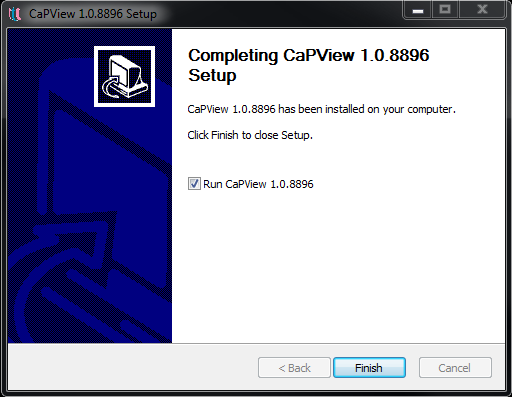 CaPView 1.0.8896 Setup
Completing CaPView 1.0.8896
Setup
CaPView 1.0.8896 has been installed on your computer.
Click Finish to close Setup.
Run CaPView 1.0.8896
< Back
Finish
Cancel